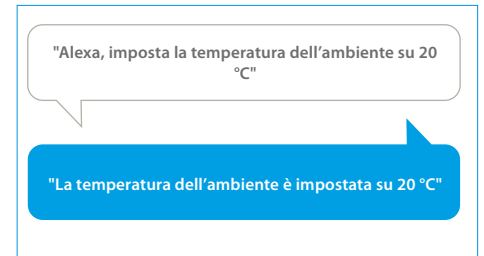 "Alexa, imposta la temperatura dell’ambiente su 20
°C"
"La temperatura dell’ambiente è impostata su 20 °C"